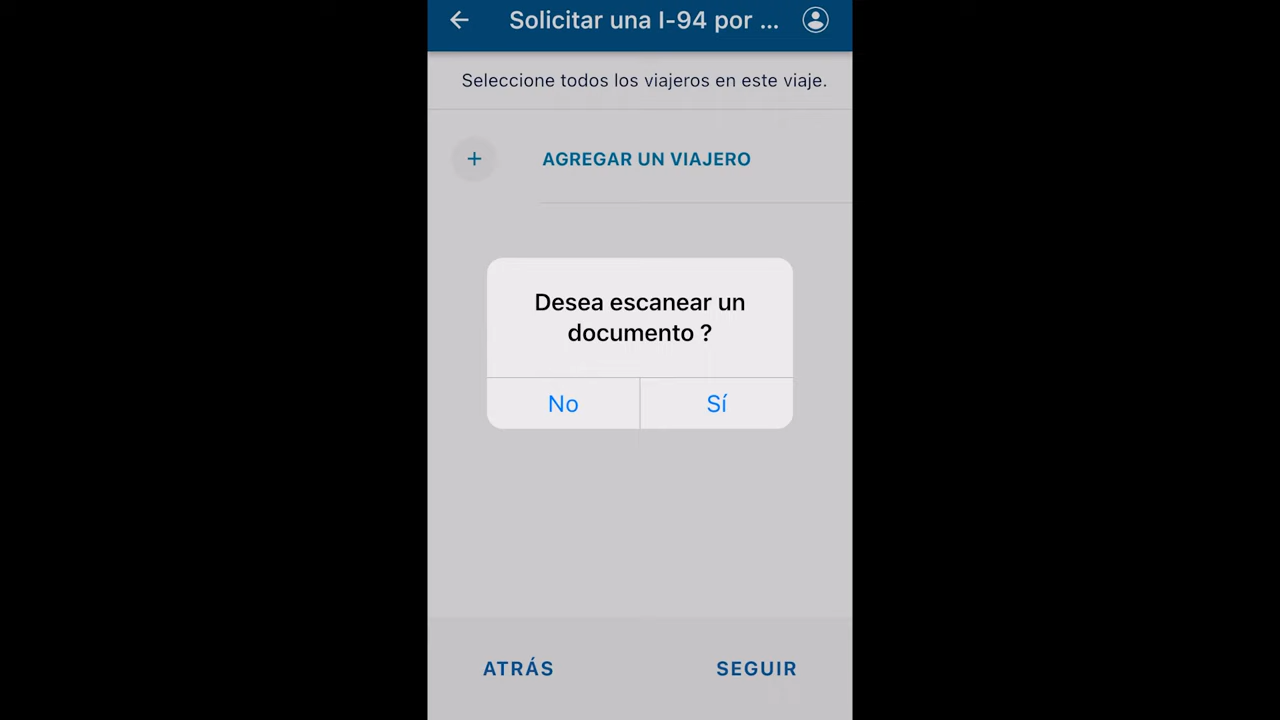 Solicitar una I-94 por ...
Seleccione todos los viajeros en este viaje.
+ AGREGAR UN VIAJERO
Desea escanear un
documento ?
No Sí
ATRÁS SEGUIR